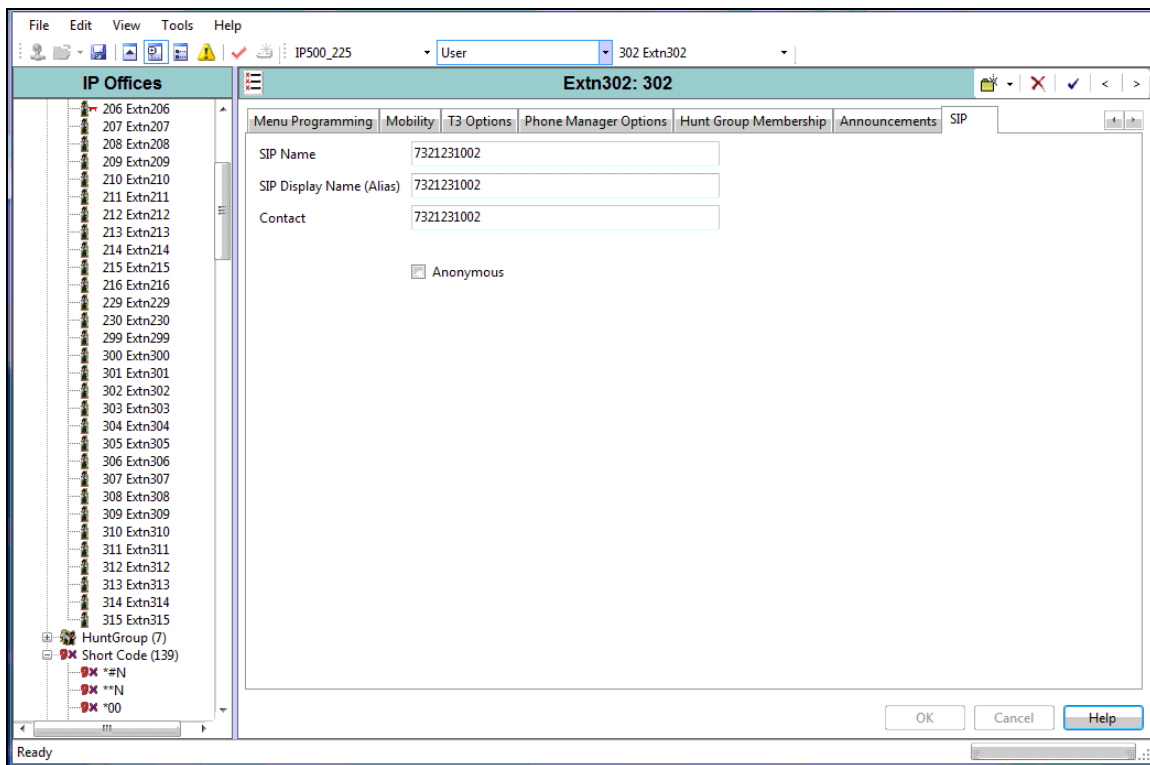 File Edit View Tools Help
IP500_225 User 302 Extn302
IP Offices
206 Extn206
207 Extn207
208 Extn208
209 Extn209
210 Extn210
211 Extn211
212 Extn212
213 Extn213
214 Extn214
215 Extn215
216 Extn216
229 Extn229
230 Extn230
299 Extn299
300 Extn300
301 Extn301
302 Extn302
303 Extn303
304 Extn304
305 Extn305
306 Extn306
307 Extn307
308 Extn308
309 Extn309
310 Extn310
311 Extn311
312 Extn312
313 Extn313
314 Extn314
315 Extn315
HuntGroup (7)
Short Code (139)
*#N
**N
*00
Extn302: 302
Menu Programming Mobility T3 Options Phone Manager Options Hunt Group Membership Announcements SIP
SIP Name 7321231002
SIP Display Name (Alias) 7321231002
Contact 7321231002
Anonymous
OK Cancel Help
Ready